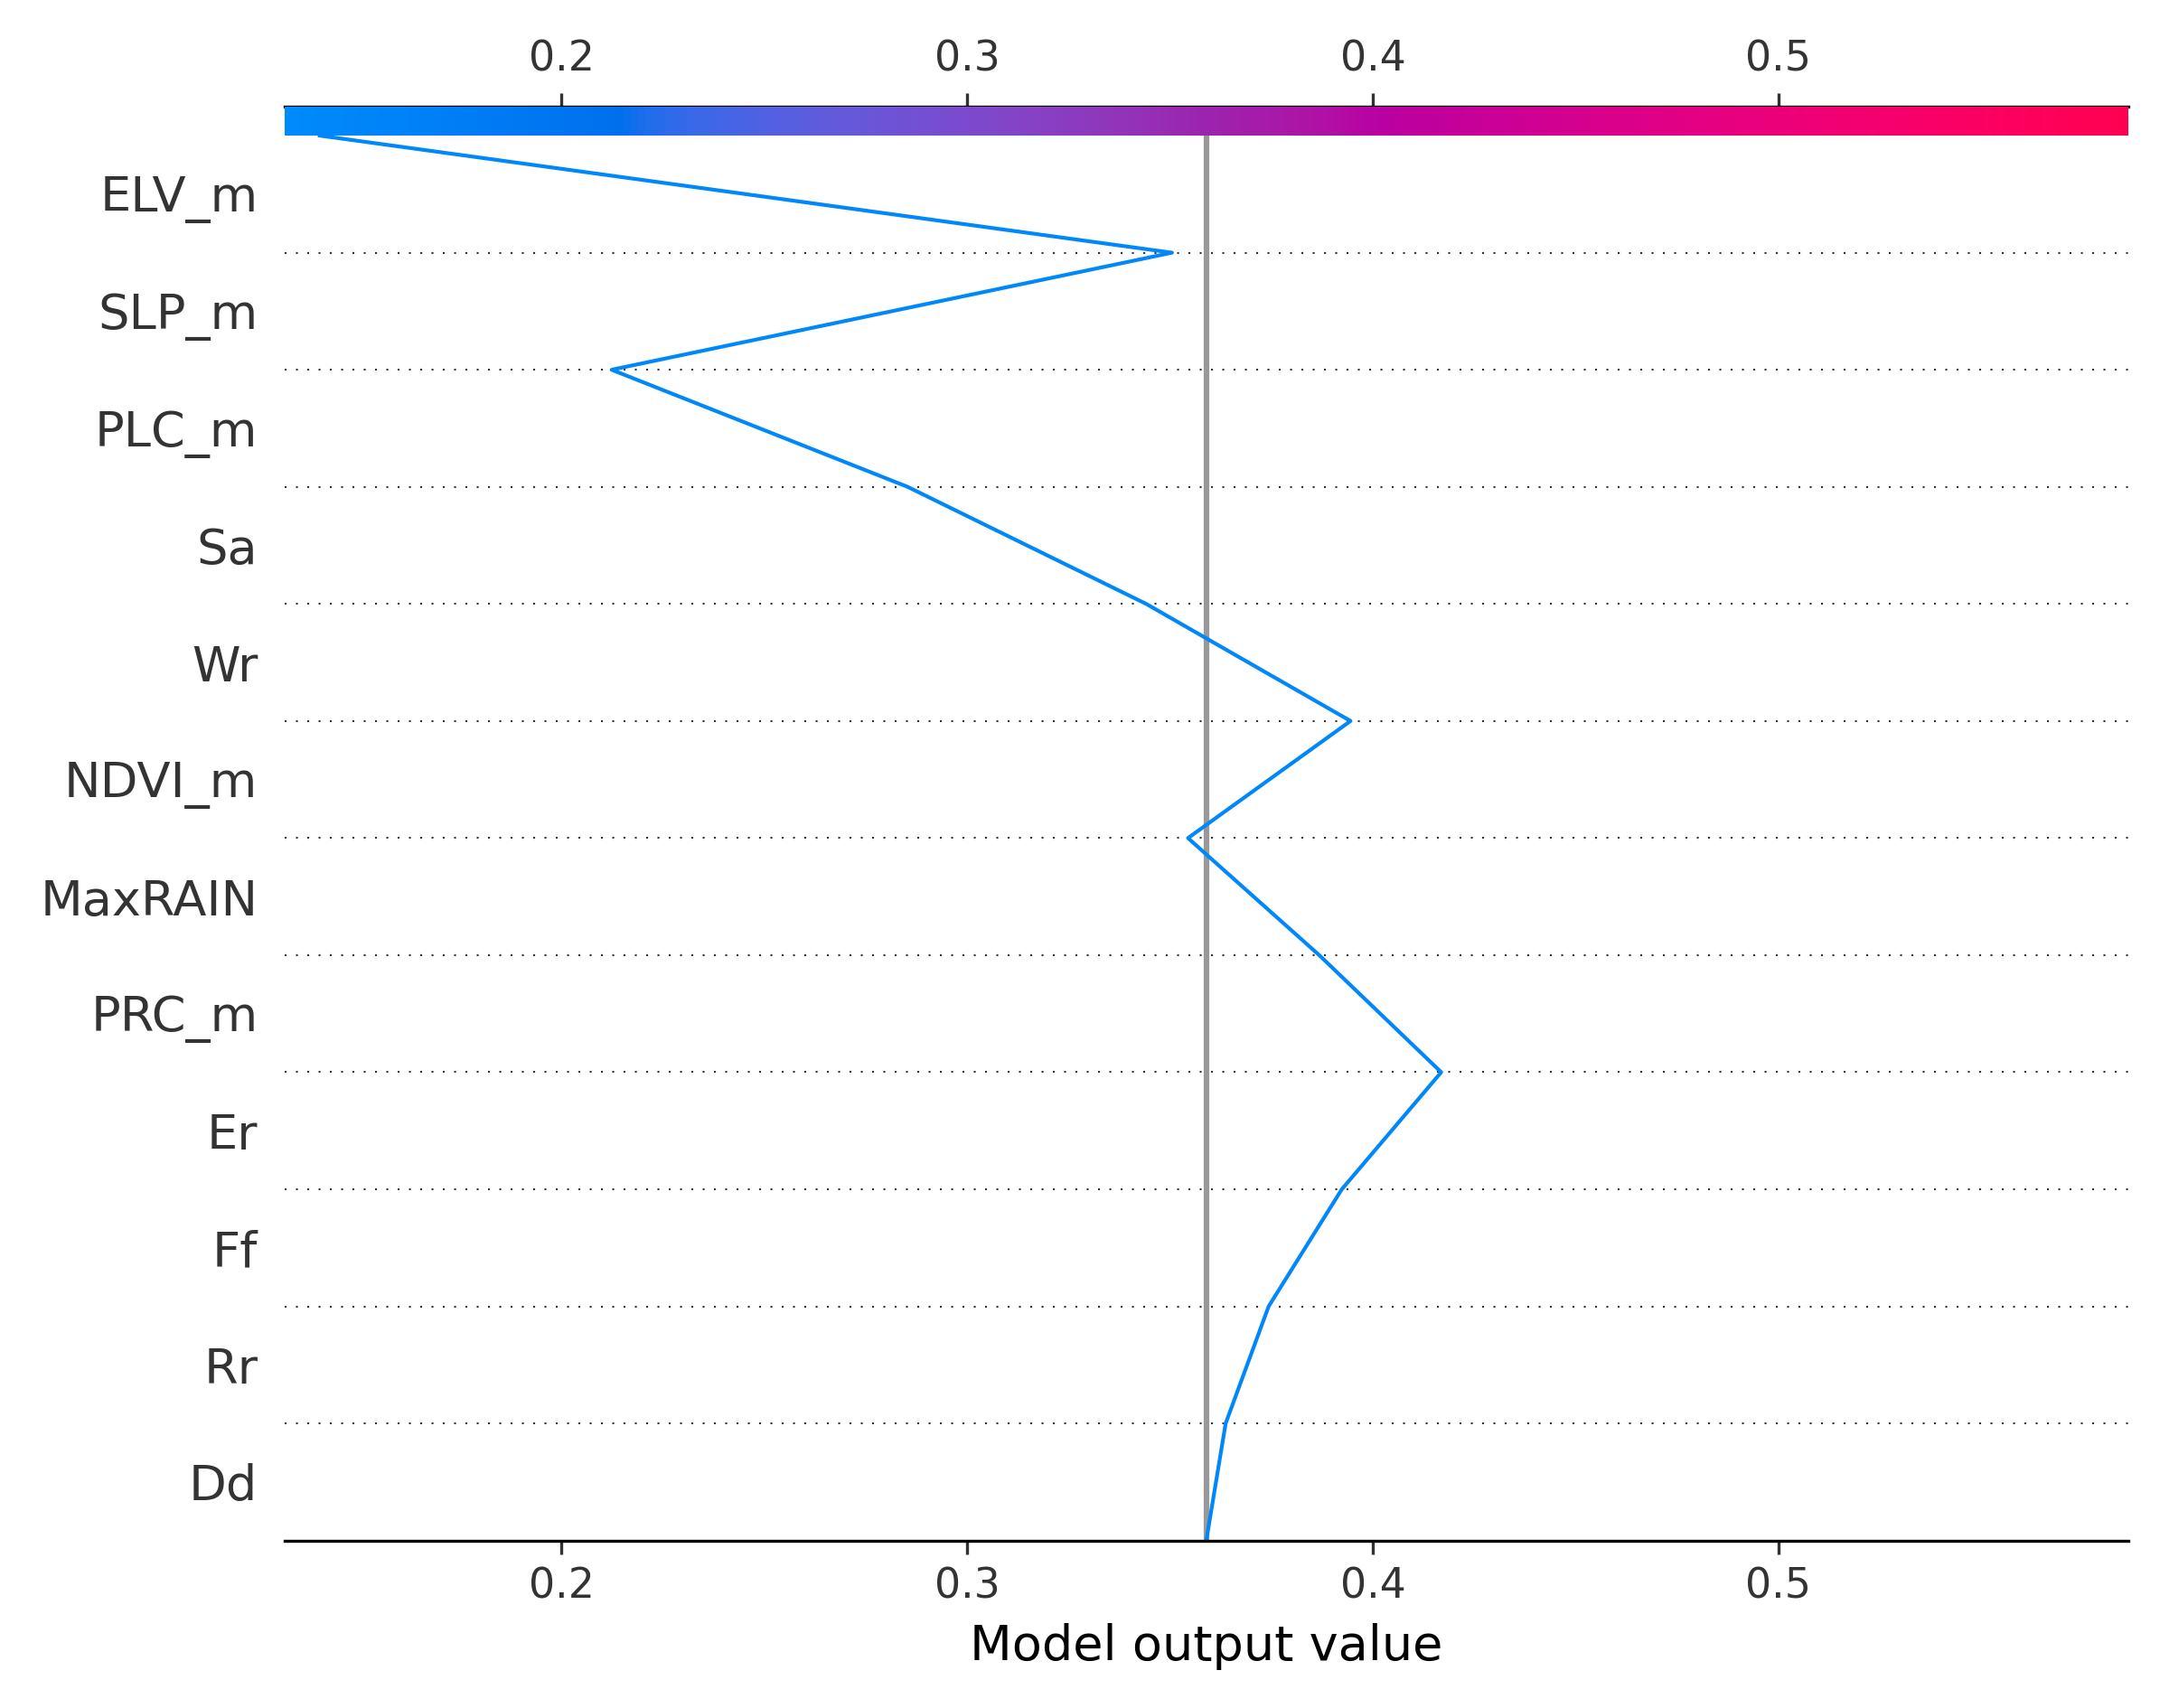 0.2 0.3 0.4 0.5
ELV_m
SLP_m
PLC_m
Sa
Wr
NDVI_m
MaxRAIN
PRC_m
Er
Ff
Rr
Dd
0.2 0.3 0.4 0.5
Model output value